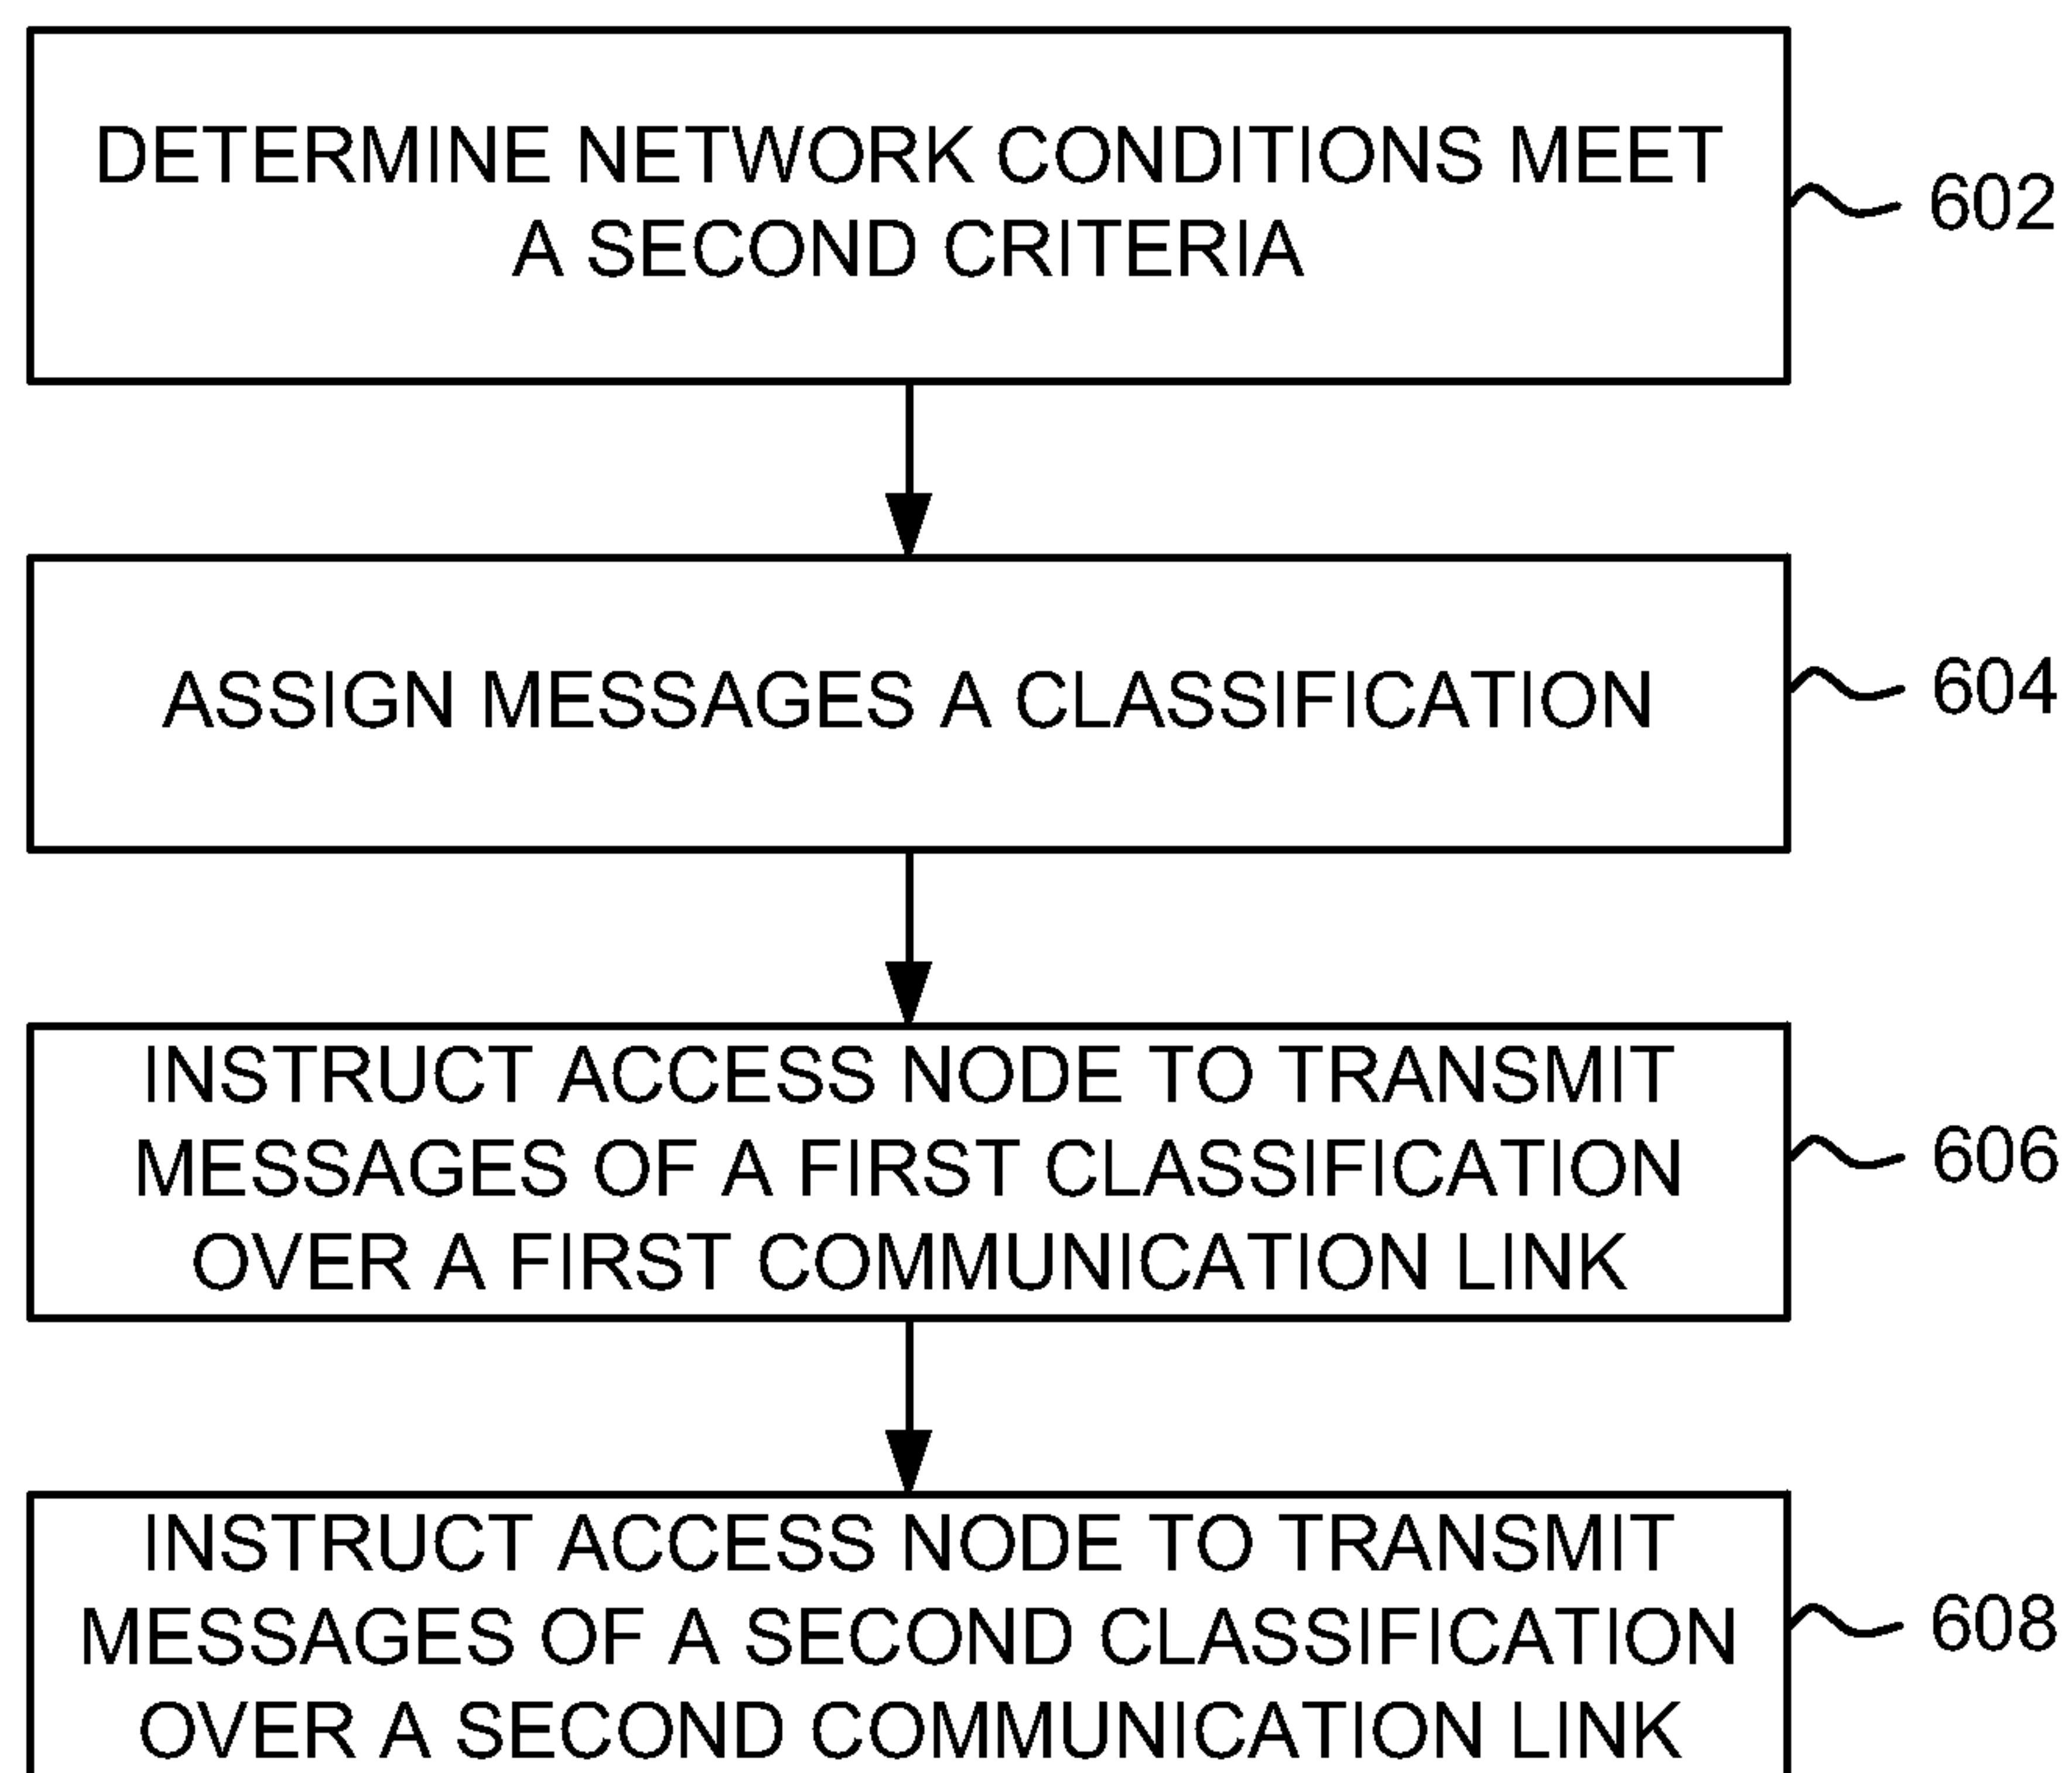 DETERMINE NETWORK CONDITIONS MEET
A SECOND CRITERIA
602
ASSIGN MESSAGES A CLASSIFICATION
604
INSTRUCT ACCESS NODE TO TRANSMIT
MESSAGES OF A FIRST CLASSIFICATION
OVER A FIRST COMMUNICATION LINK
606
INSTRUCT ACCESS NODE TO TRANSMIT
MESSAGES OF A SECOND CLASSIFICATION
OVER A SECOND COMMUNICATION LINK
608